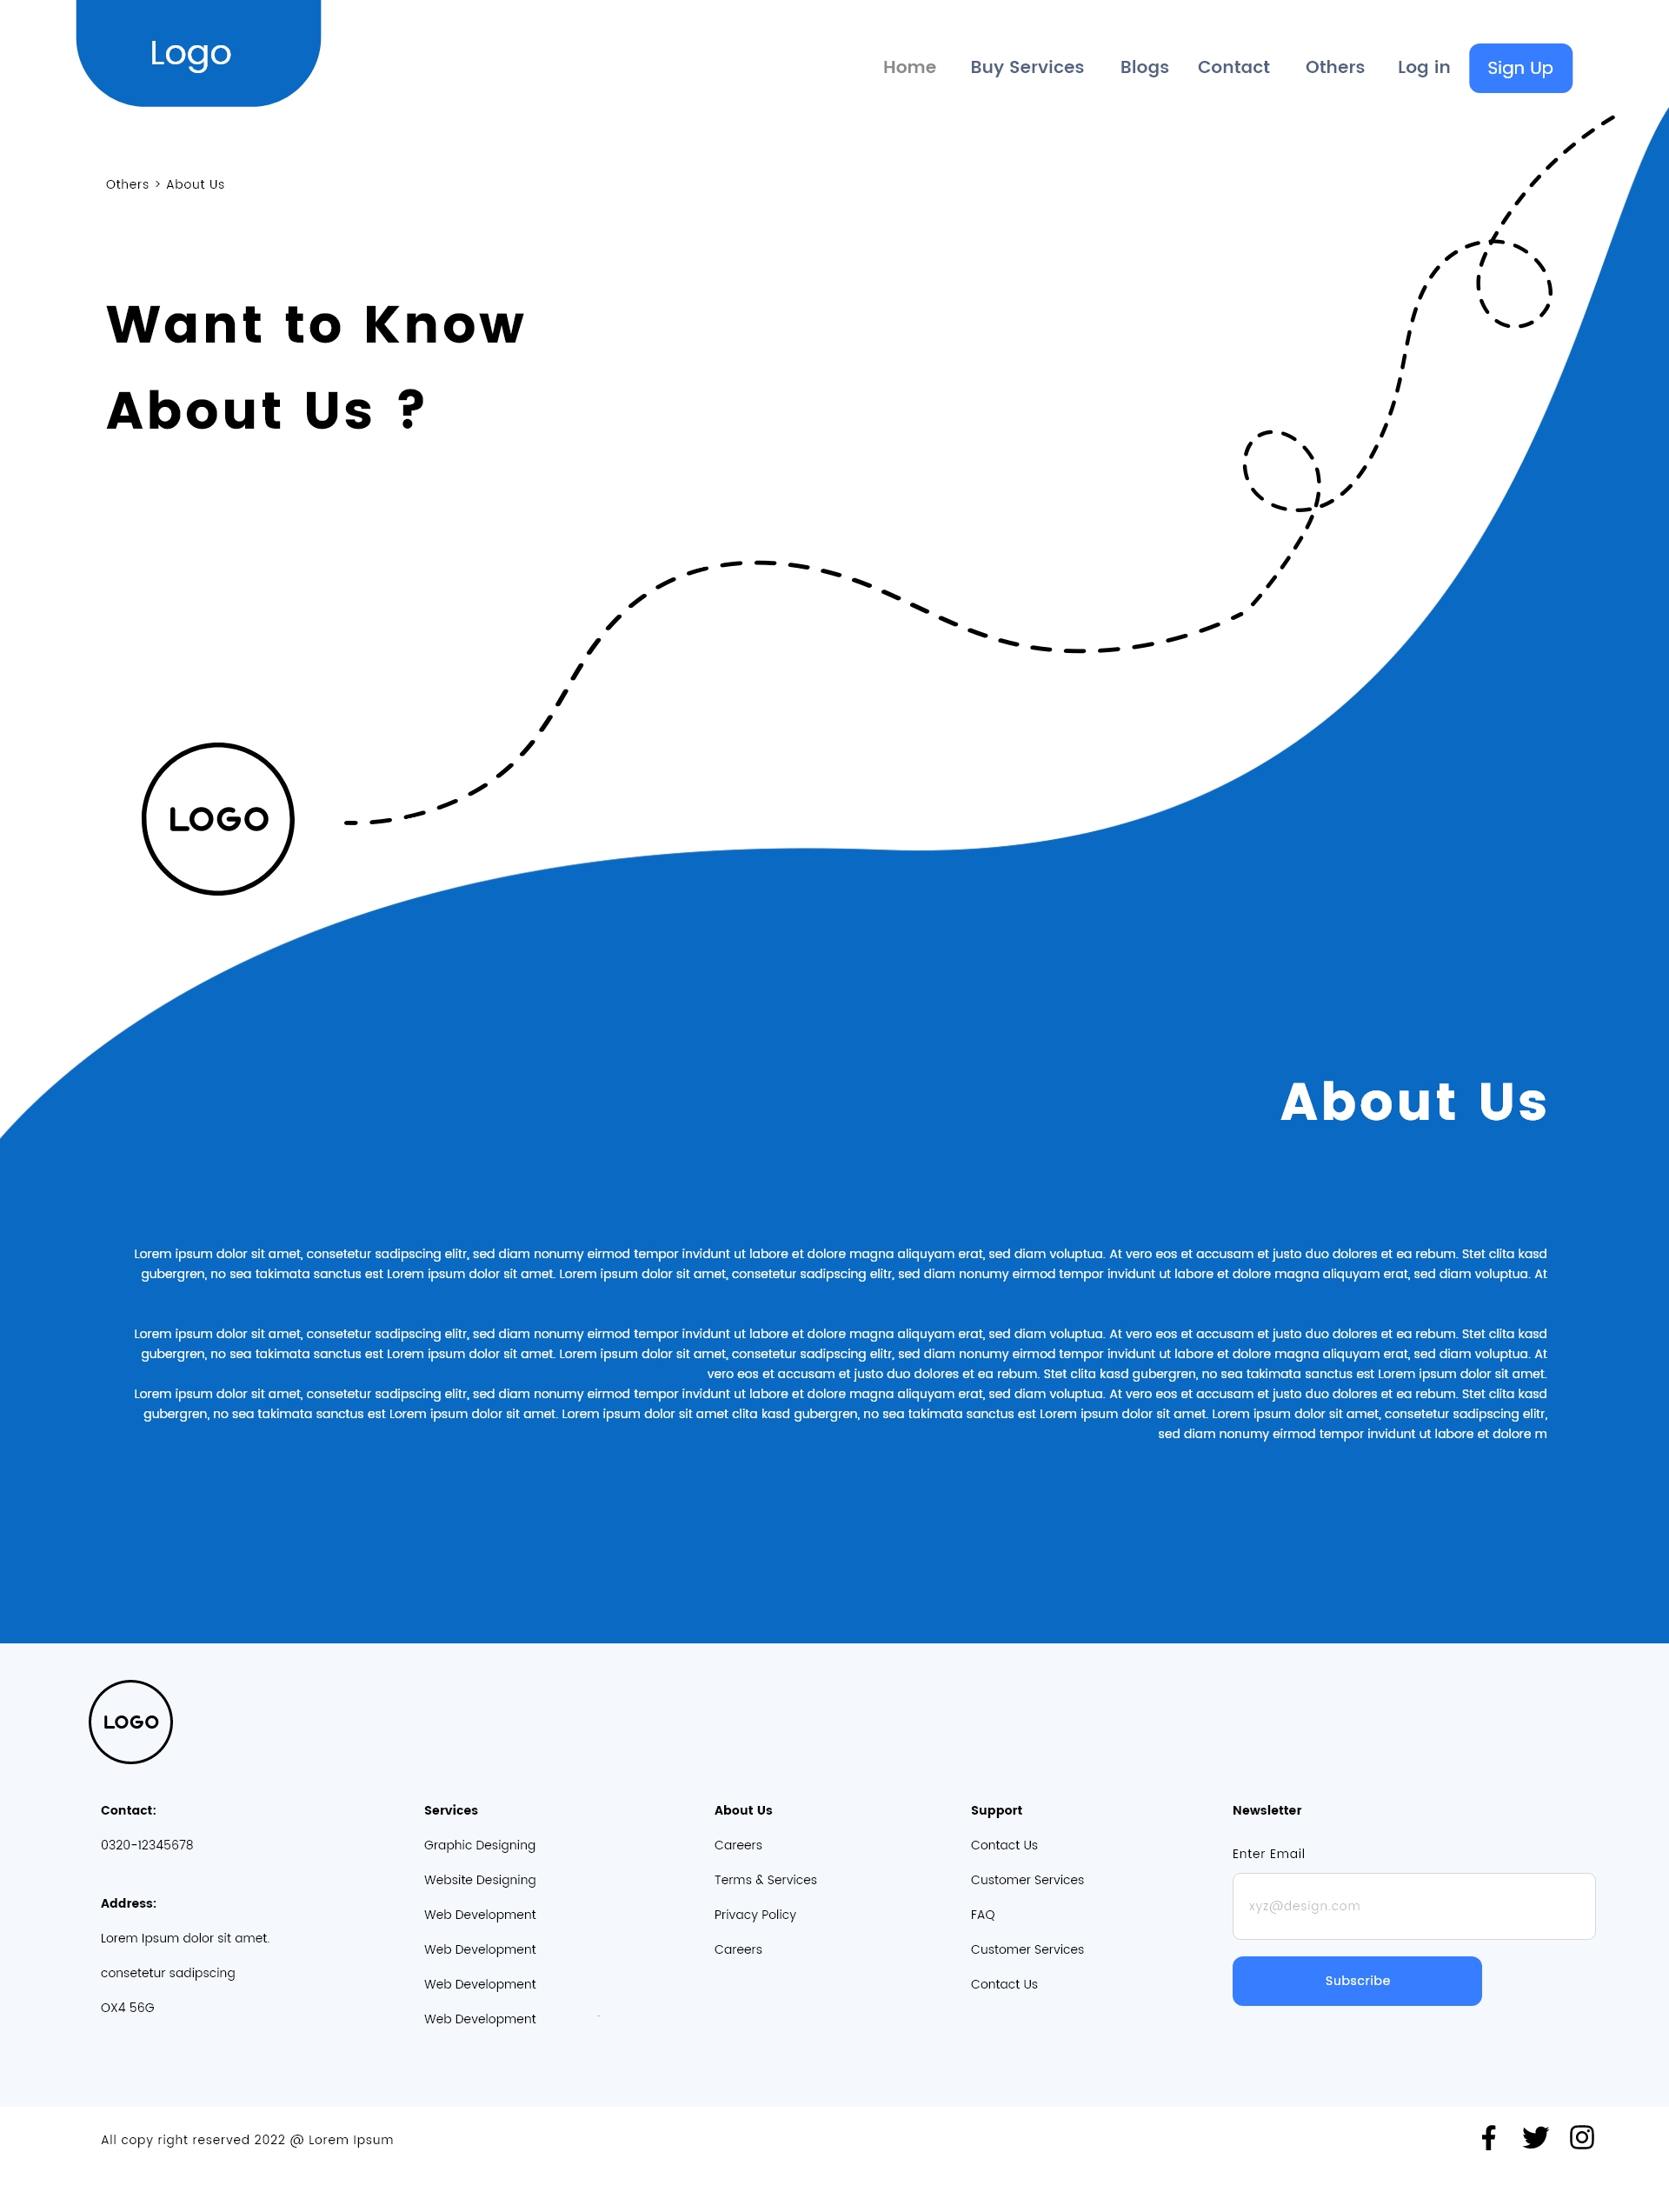 Logo
Home Buy Services Blogs Contact Others Log in Sign Up
Others > About Us
Want to Know
About Us ?
LOGO
About Us
Lorem ipsum dolor sit amet, consetetur sadipscing elitr, sed diam nonumy eirmod tempor invidunt ut labore et dolore magna aliquyam erat, sed diam voluptua. At vero eos et accusam et justo duo dolores et ea rebum. Stet clita kasd
gubergren, no sea takimata sanctus est Lorem ipsum dolor sit amet. Lorem ipsum dolor sit amet, consetetur sadipscing elitr, sed diam nonumy eirmod tempor invidunt ut labore et dolore magna aliquyam erat, sed diam voluptua. At
Lorem ipsum dolor sit amet, consetetur sadipscing elitr, sed diam nonumy eirmod tempor invidunt ut labore et dolore magna aliquyam erat, sed diam voluptua. At vero eos et accusam et justo duo dolores et ea rebum. Stet clita kasd
gubergren, no sea takimata sanctus est Lorem ipsum dolor sit amet. Lorem ipsum dolor sit amet, consetetur sadipscing elitr, sed diam nonumy eirmod tempor invidunt ut labore et dolore magna aliquyam erat, sed diam voluptua. At
vero eos et accusam et justo duo dolores et ea rebum. Stet clita kasd gubergren, no sea takimata sanctus est Lorem ipsum dolor sit amet.
Lorem ipsum dolor sit amet, consetetur sadipscing elitr, sed diam nonumy eirmod tempor invidunt ut labore et dolore magna aliquyam erat, sed diam voluptua. At vero eos et accusam et justo duo dolores et ea rebum. Stet clita kasd
gubergren, no sea takimata sanctus est Lorem ipsum dolor sit amet. Lorem ipsum dolor sit amet clita kasd gubergren, no sea takimata sanctus est Lorem ipsum dolor sit amet. Lorem ipsum dolor sit amet, consetetur sadipscing elitr,
sed diam nonumy eirmod tempor invidunt ut labore et dolore m
LOGO
Contact:
0320-12345678
Address:
Lorem Ipsum dolor sit amet.
consetetur sadipscing
OX4 56G
Services
Graphic Designing
Website Designing
Web Development
Web Development
Web Development
Web Development
About Us
Careers
Terms & Services
Privacy Policy
Careers
Support
Contact Us
Customer Services
FAQ
Customer Services
Contact Us
Newsletter
Enter Email
xyz@design.com
Subscribe
All copy right reserved 2022 @ Lorem Ipsum